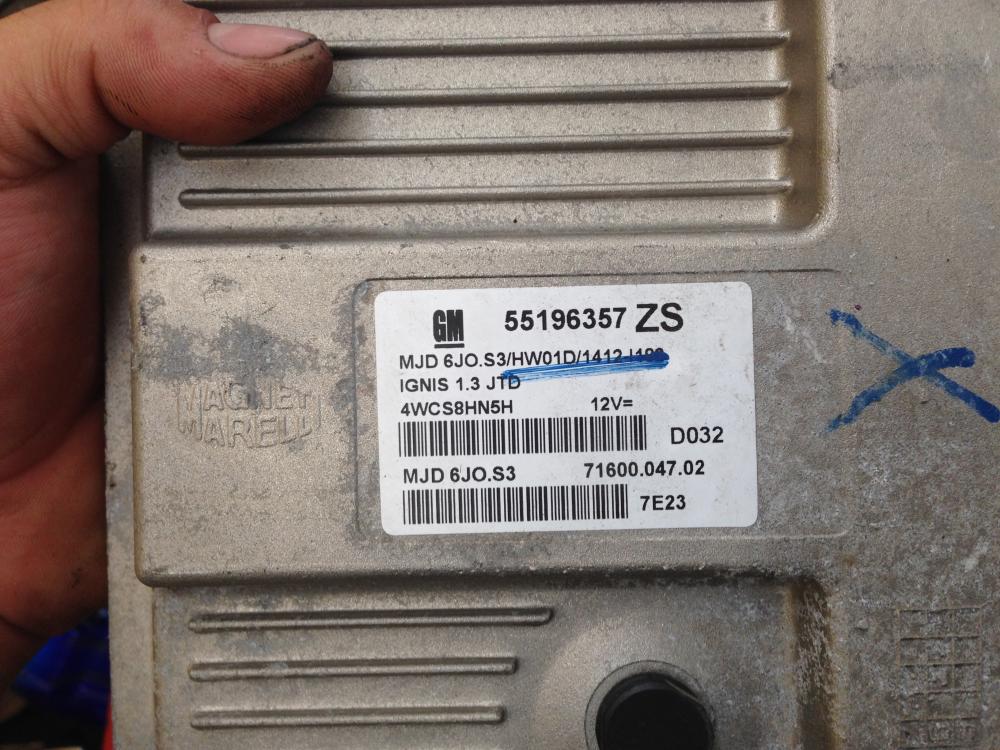 GM 55196357 ZS
MJD 6JO.S3/HW01D/1412
IGNIS 1.3 JTD
4WCS8HN5H 12V=
D032
MJD 6JO.S3 71600.047.02
7E23
MAGNETI
MARELLI